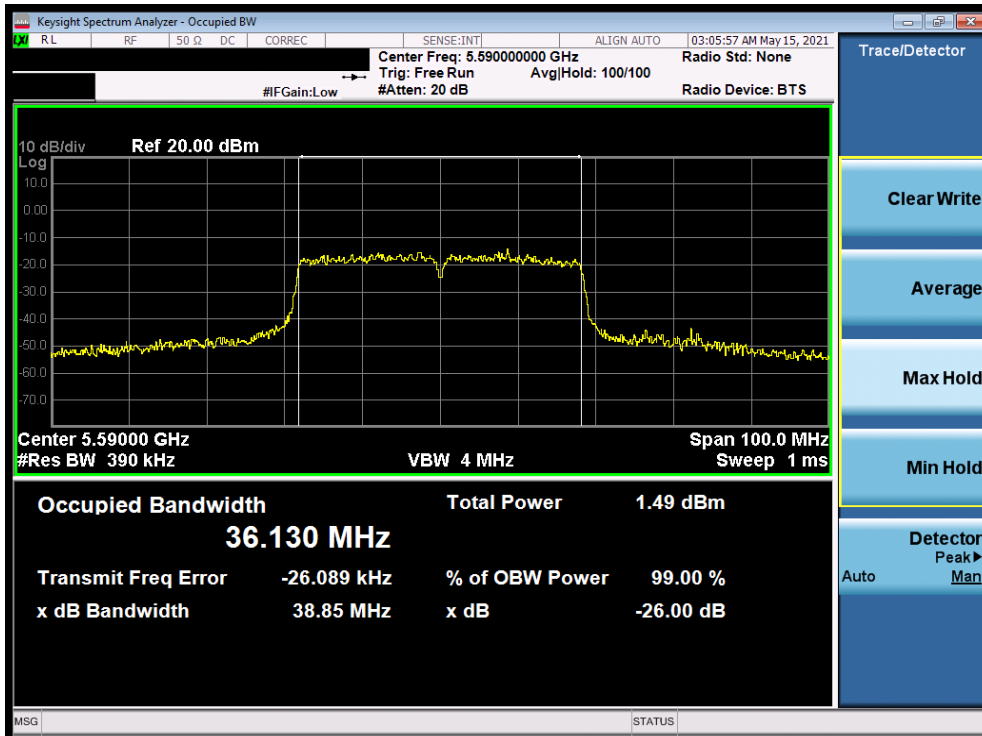 Keysight Spectrum Analyzer - Occupied BW
LXI RL RF 50 Ω DC CORREC SENSE:INT ALIGN AUTO 03:05:57 AM May 15, 2021
Center Freq: 5.590000000 GHz Radio Std: None
Trig: Free Run Avg|Hold: 100/100
#IFGain:Low #Atten: 20 dB Radio Device: BTS
Trace/Detector
10 dB/div Ref 20.00 dBm
Log
10.0
0.00
-10.0
-20.0
-30.0
-40.0
-50.0
-60.0
-70.0
Center 5.59000 GHz Span 100.0 MHz
#Res BW 390 kHz VBW 4 MHz Sweep 1 ms
Occupied Bandwidth Total Power 1.49 dBm
36.130 MHz
Transmit Freq Error -26.089 kHz % of OBW Power 99.00 %
x dB Bandwidth 38.85 MHz x dB -26.00 dB
Clear Write
Average
Max Hold
Min Hold
Detector
Peak▶
Auto Man
MSG STATUS